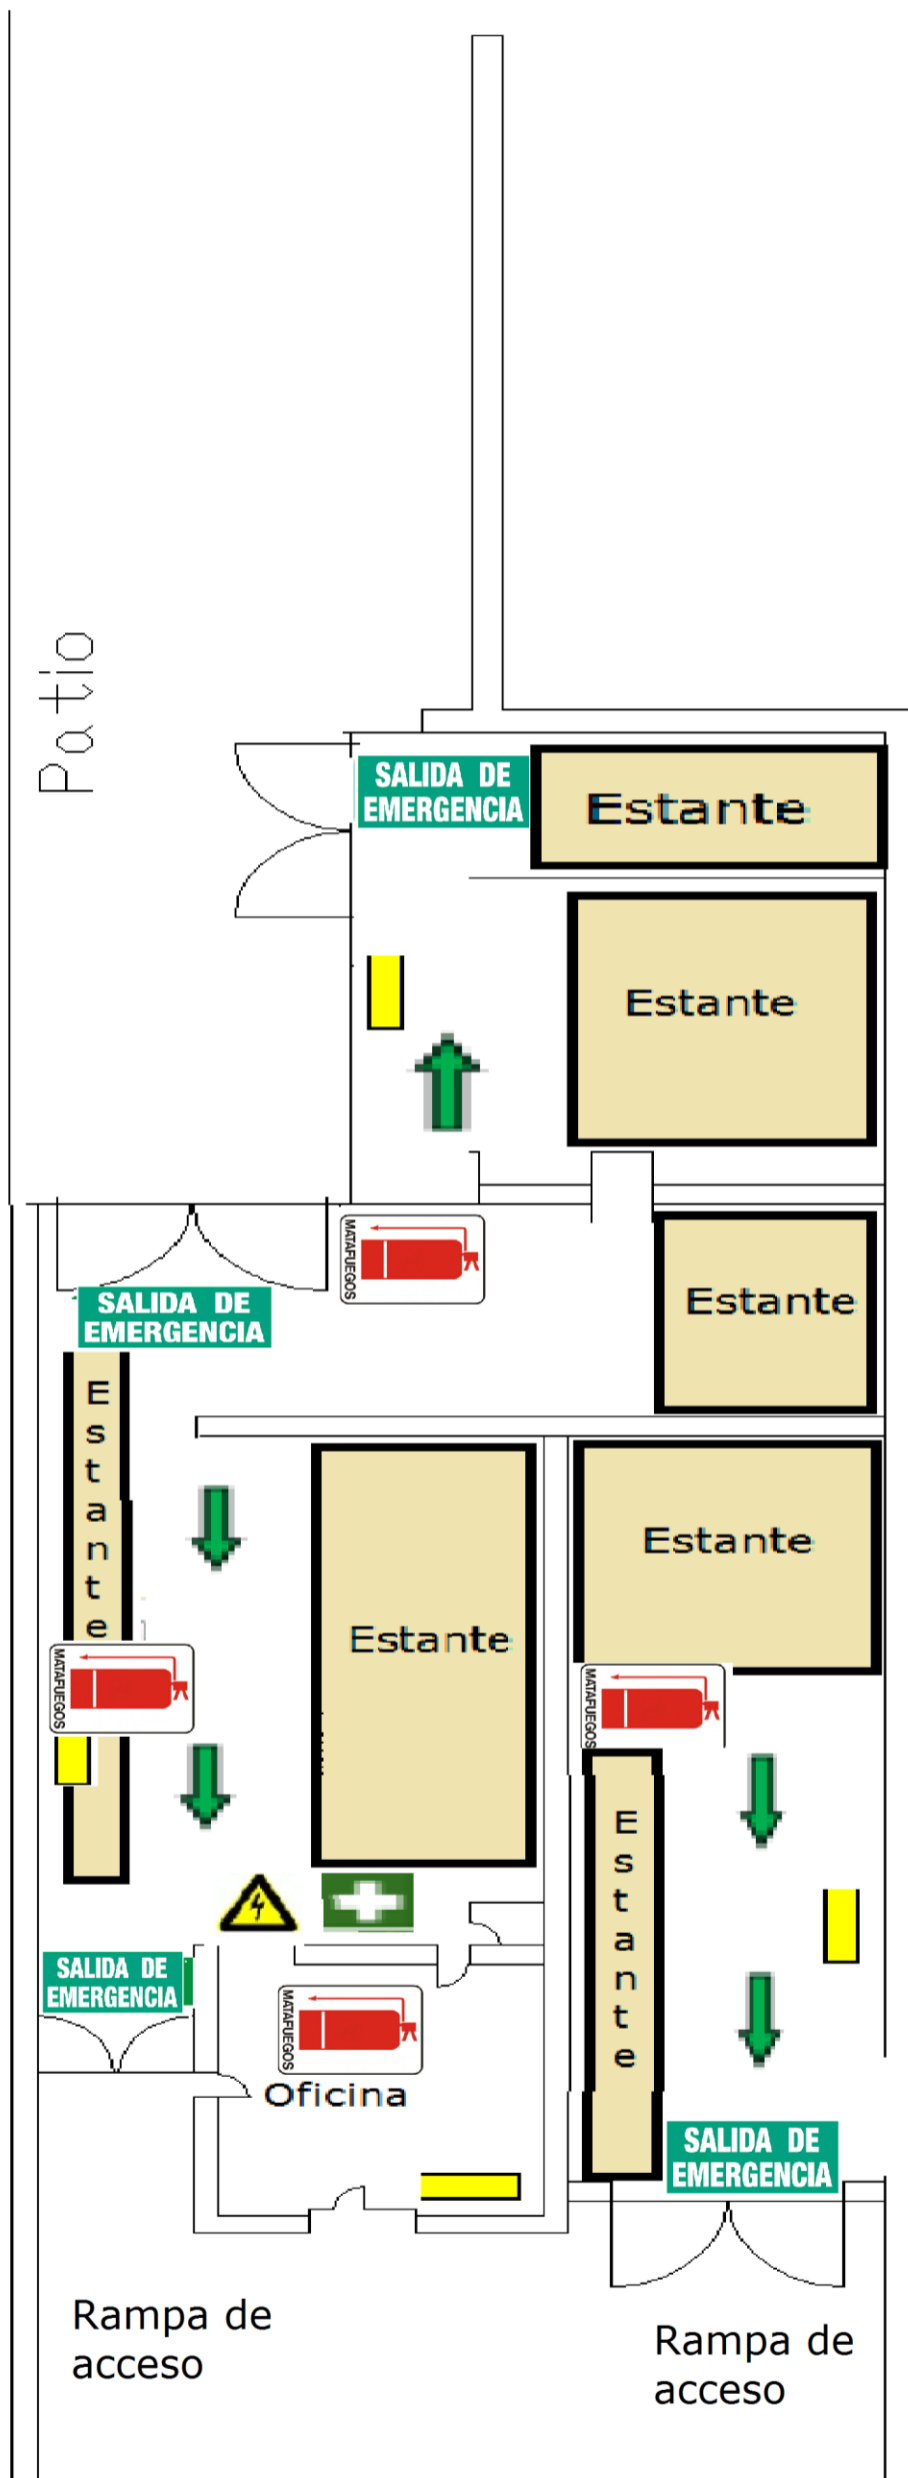 Patio
SALIDA DE
EMERGENCIA
Estante
Estante
MATAFUEGOS
Estante
SALIDA DE
EMERGENCIA
Estante
Estante
Estante
MATAFUEGOS
MATAFUEGOS
Estante
SALIDA DE
EMERGENCIA
MATAFUEGOS
Oficina
SALIDA DE
EMERGENCIA
Rampa de
acceso
Rampa de
acceso